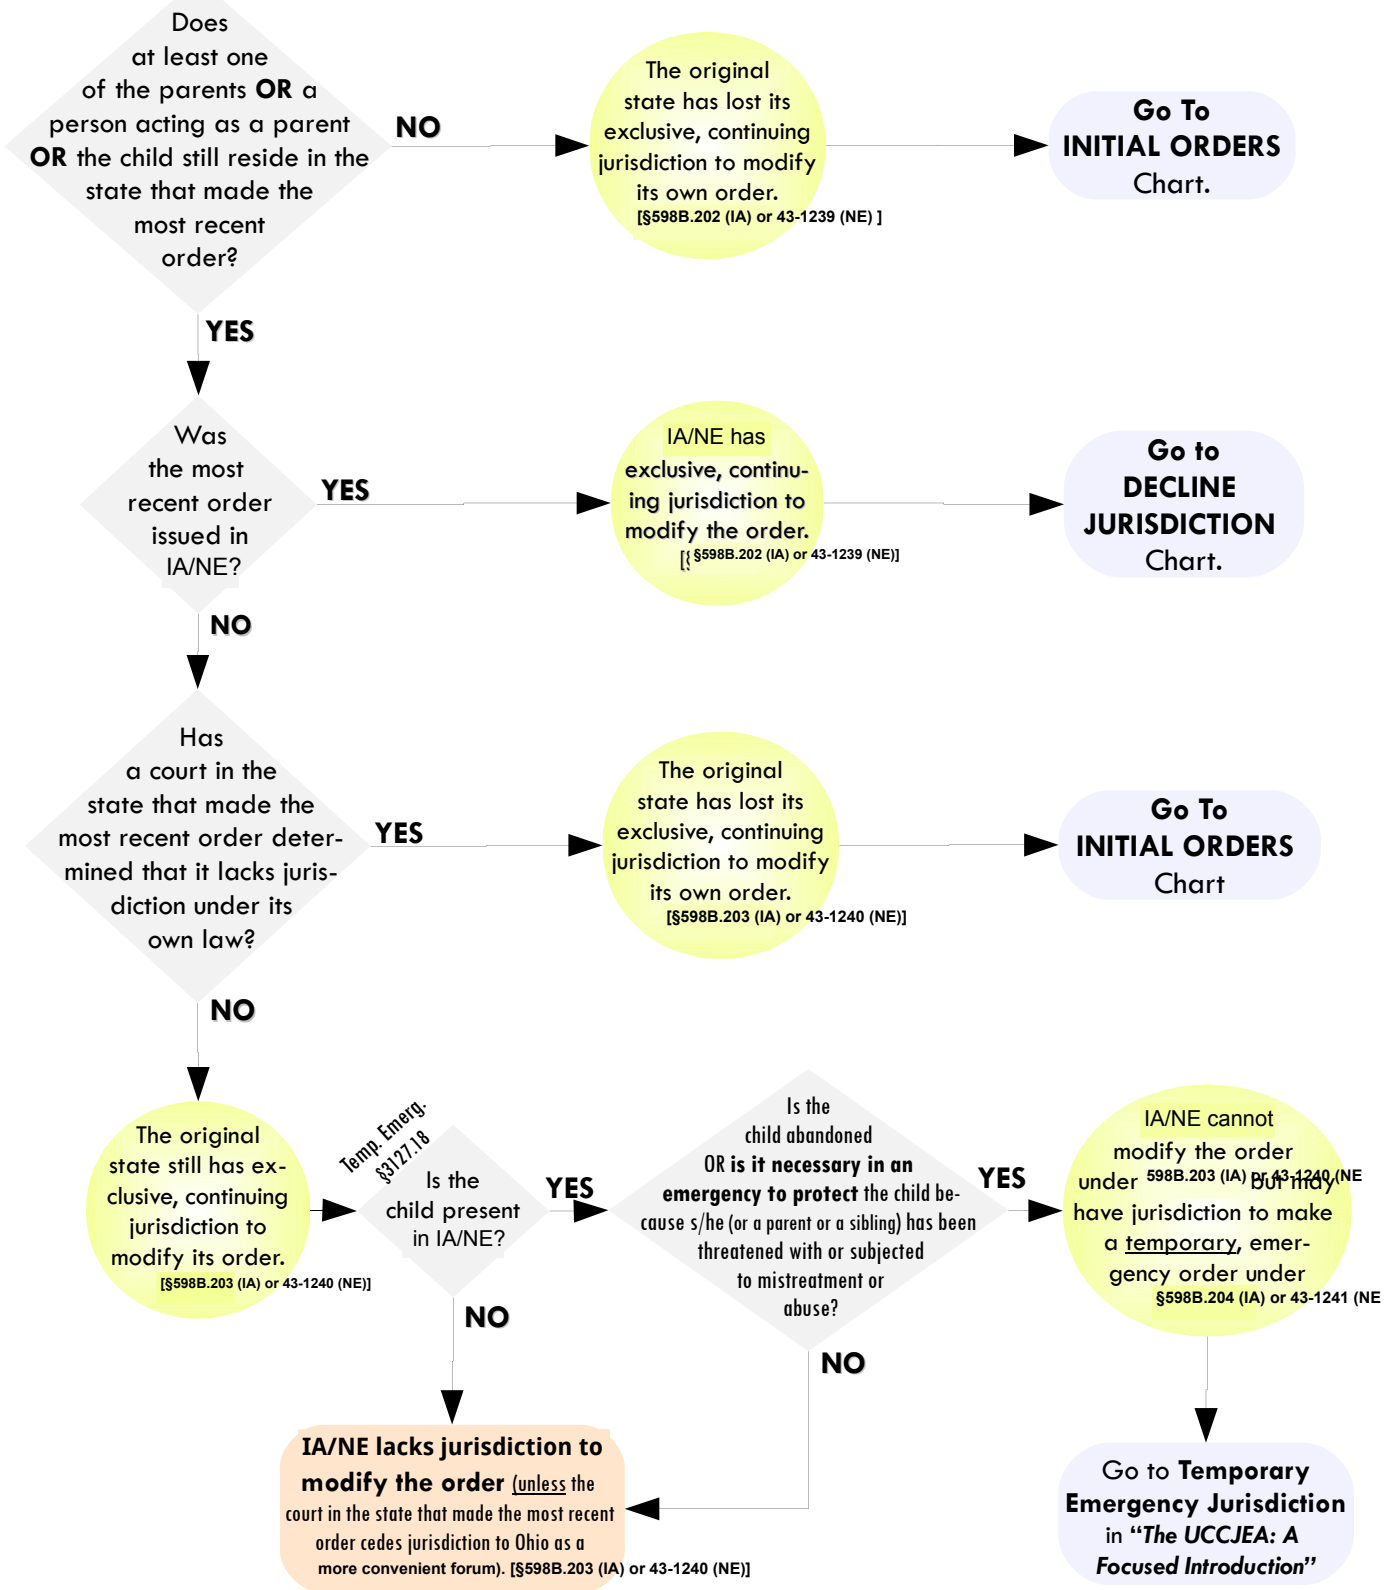 Does
at least one
of the parents OR a
person acting as a parent
OR the child still reside in the
state that made the
most recent
order?
NO
The original
state has lost its
exclusive, continuing
jurisdiction to modify
its own order.
[§598B.202 (IA) or 43-1239 (NE) ]
Go To
INITIAL ORDERS
Chart.
YES
Was
the most
recent order
issued in
IA/NE?
YES
IA/NE has
exclusive, continu-
ing jurisdiction to
modify the order.
[§ §598B.202 (IA) or 43-1239 (NE)]
Go to
DECLINE
JURISDICTION
Chart.
NO
Has
a court in the
state that made the
most recent order deter-
mined that it lacks juris-
diction under its
own law?
YES
The original
state has lost its
exclusive, continuing
jurisdiction to modify
its own order.
[§598B.203 (IA) or 43-1240 (NE)]
Go To
INITIAL ORDERS
Chart
NO
The original
state still has ex-
clusive, continuing
jurisdiction to
modify its order.
[§598B.203 (IA) or 43-1240 (NE)]
Temp. Emerg.
§3127.18
Is the
child present
in IA/NE?
YES
Is the
child abandoned
OR is it necessary in an
emergency to protect the child be-
cause s/he (or a parent or a sibling) has been
threatened with or subjected
to mistreatment or
abuse?
YES
IA/NE cannot
modify the order
under 598B.203 (IA) or 43-1240 (NE but may
have jurisdiction to make
a temporary, emer-
gency order under
§598B.204 (IA) or 43-1241 (NE
NO
NO
IA/NE lacks jurisdiction to
modify the order (unless the
court in the state that made the most recent
order cedes jurisdiction to Ohio as a
more convenient forum). [§598B.203 (IA) or 43-1240 (NE)]
Go to Temporary
Emergency Jurisdiction
in “The UCCJEA: A
Focused Introduction”